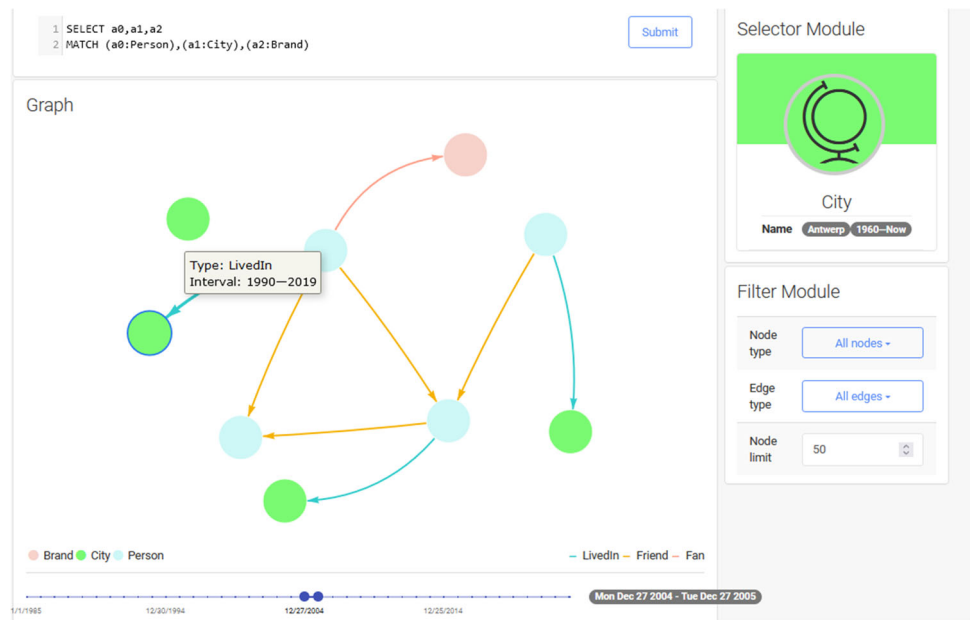 1 SELECT a0,a1,a2
2 MATCH (a0:Person),(a1:City),(a2:Brand)
Submit
Graph
Type: LivedIn
Interval: 1990—2019
Brand City Person
LivedIn Friend Fan
1/1/1985 12/30/1994 12/27/2004 12/25/2014
Mon Dec 27 2004 - Tue Dec 27 2005
Selector Module
City
Name Antwerp 1960—Now
Filter Module
Node type All nodes
Edge type All edges
Node limit 50